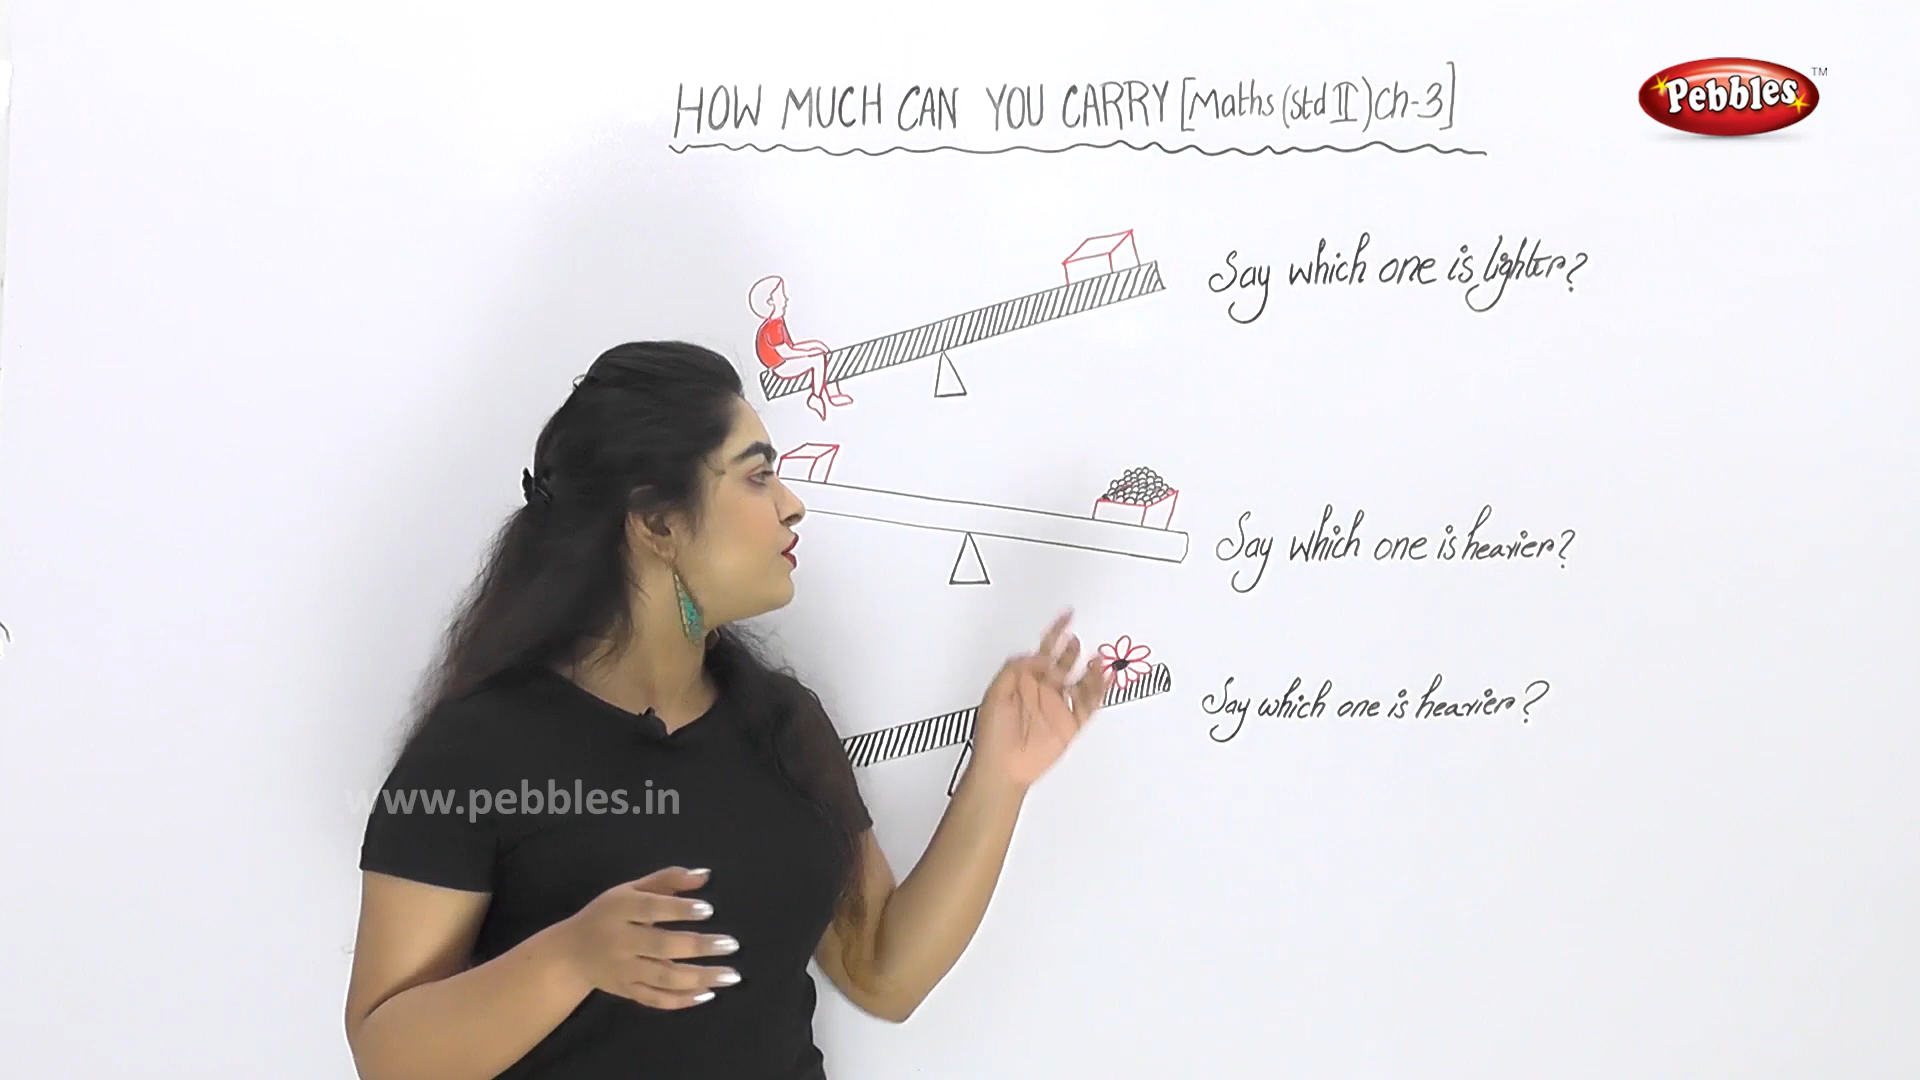 HOW MUCH CAN YOU CARRY [Maths (Std II) Ch-3]
Pebbles TM
Say which one is lighter?
Say which one is heavier?
Say which one is heavier?
www.pebbles.in